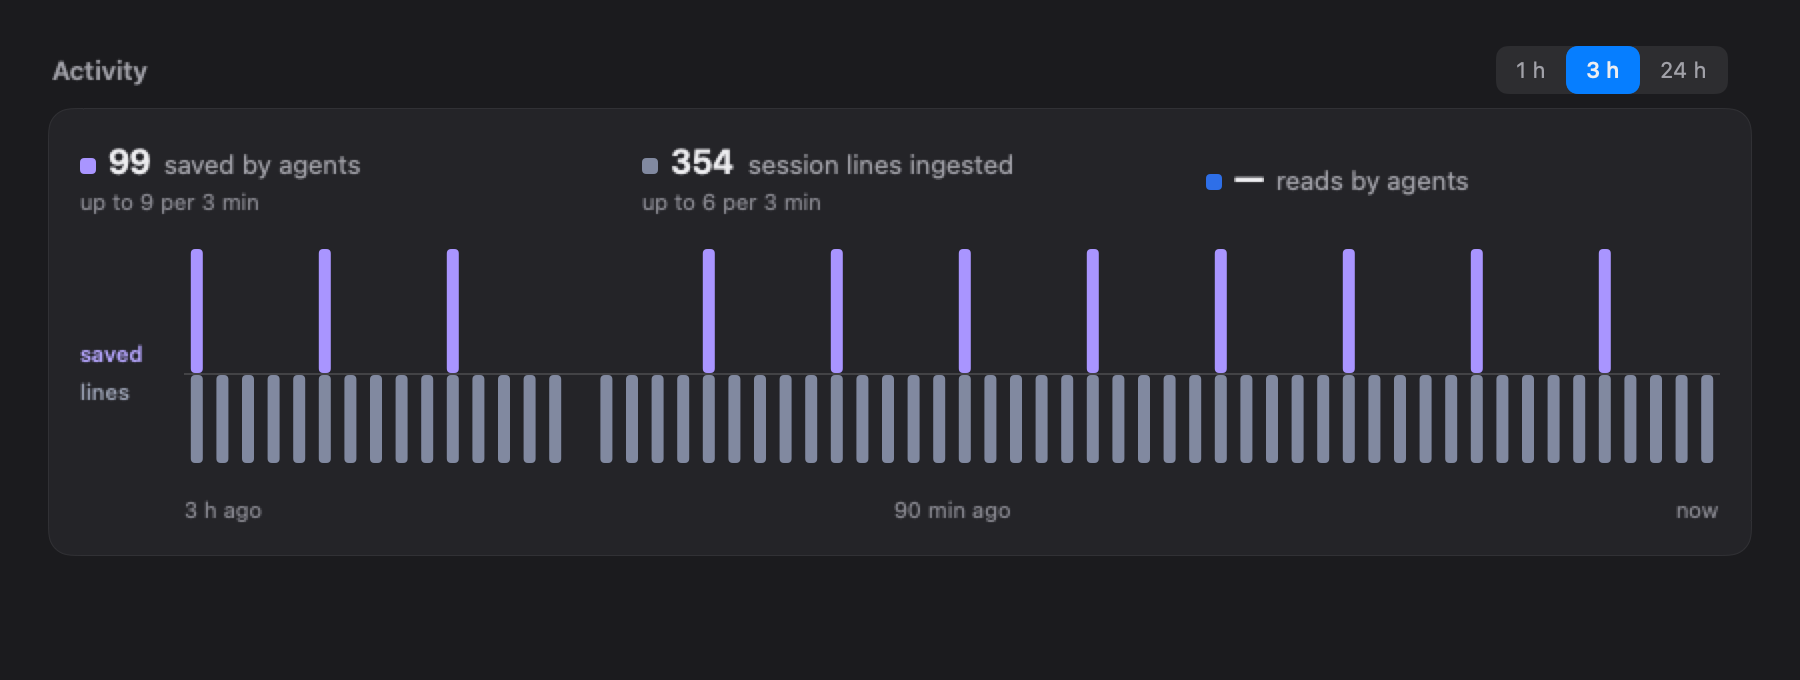 Activity
1 h 3 h 24 h
99 saved by agents
up to 9 per 3 min
354 session lines ingested
up to 6 per 3 min
— reads by agents
saved
lines
3 h ago 90 min ago now